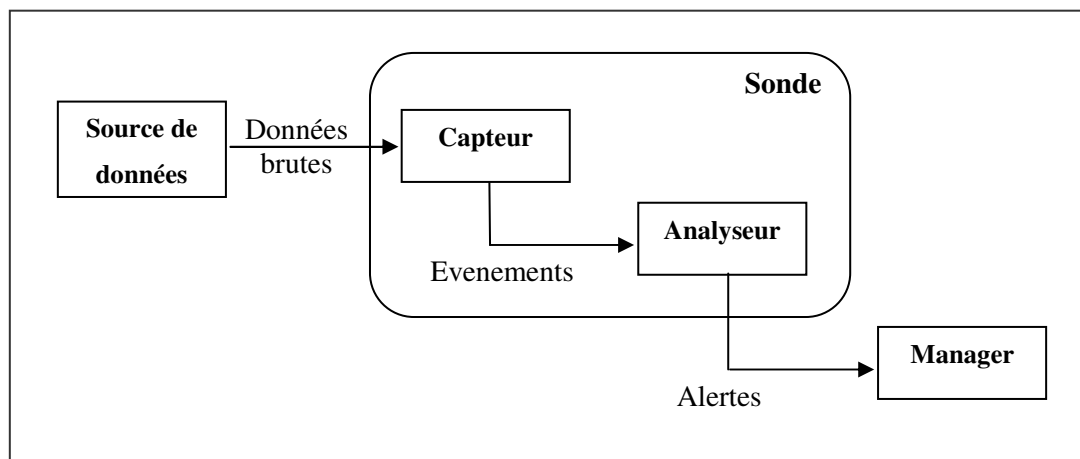 Sonde
Source de
données
Données
brutes
Capteur
Analyseur
Evenements
Manager
Alertes